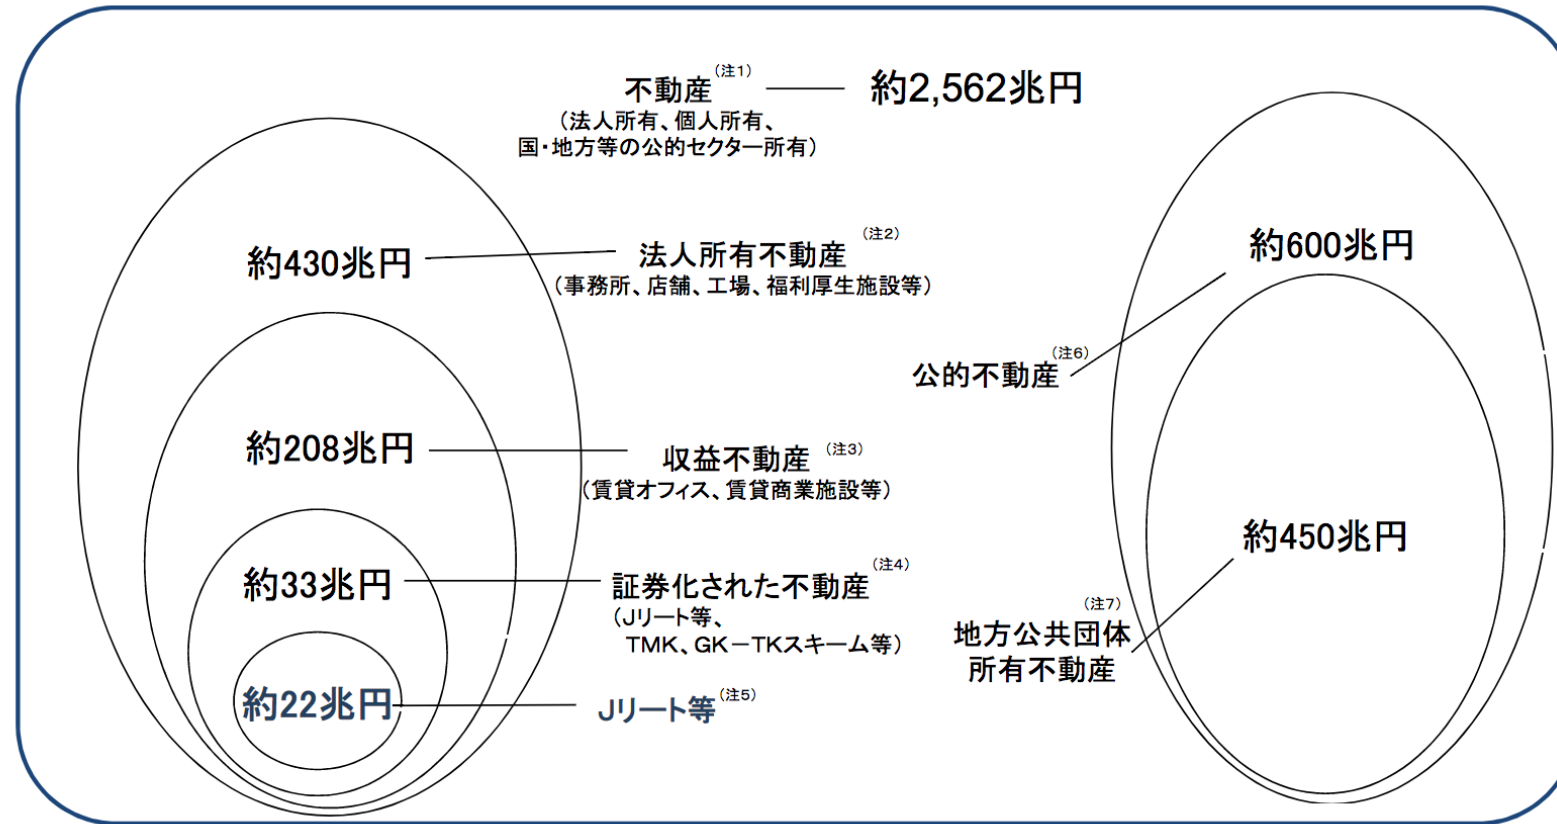 不動産(注1) 約2,562兆円
(法人所有、個人所有、
国・地方等の公的セクター所有)
約430兆円 法人所有不動産(注2)
(事務所、店舗、工場、福利厚生施設等)
約600兆円
公的不動産(注6)
約208兆円 収益不動産(注3)
(賃貸オフィス、賃貸商業施設等)
約450兆円
約33兆円 証券化された不動産(注4)
(Jリート等、
TMK、GK-TKスキーム等)
(注7)
地方公共団体
所有不動産
約22兆円 Jリート等(注5)